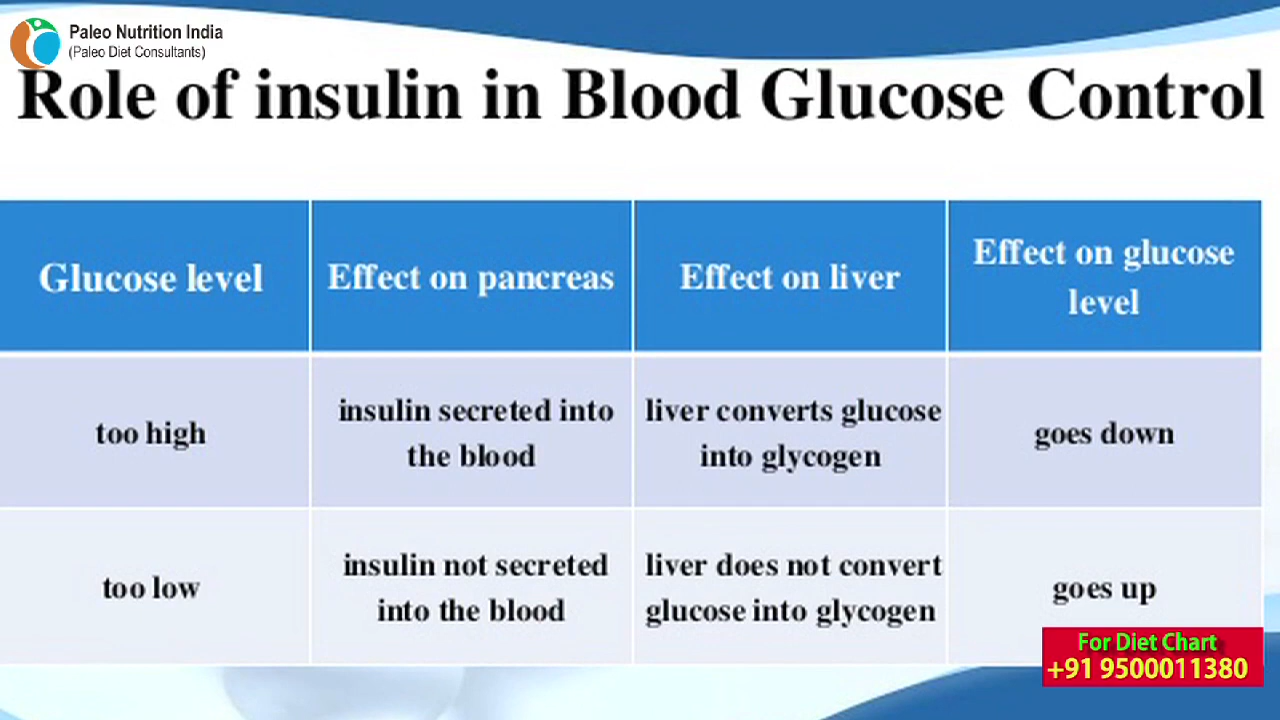 Paleo Nutrition India
(Paleo Diet Consultants)
Role of insulin in Blood Glucose Control
Glucose level
Effect on pancreas
Effect on liver
Effect on glucose
level
too high
insulin secreted into
the blood
liver converts glucose
into glycogen
goes down
too low
insulin not secreted
into the blood
liver does not convert
glucose into glycogen
goes up
For Diet Chart
+91 9500011380